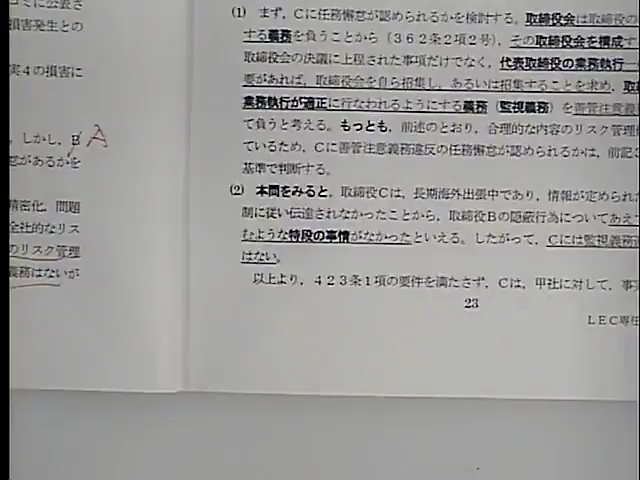 ミに公表さ
損害発生との
実４の損害に
，しかし，B A
怠があるかを
精密化，問題
全社的なリス
のリスク管理
義務はないが
(1) まず，Ｃに任務懈怠が認められるかを検討する。取締役会は取締役の
する義務を負うことから（３６２条２項２号），その取締役会を構成す
取締役会の決議に上程された事項だけでなく，代表取締役の業務執行一
要があれば，取締役会を自ら招集し，あるいは招集することを求め，取
業務執行が適正に行なわれるようにする義務（監視義務）を善管注意義
て負うと考える。もっとも，前述のとおり，合理的な内容のリスク管理
ているため，Ｃに善管注意義務違反の任務懈怠が認められるかは，前記
基準で判断する。
(2) 本問をみると，取締役Ｃは，長期海外出張中であり，情報が定められた
制に従い伝達されなかったことから，取締役Ｂの隠蔽行為についてあえて
むような特段の事情がなかったといえる。したがって，Ｃには監視義務
はない。
以上より，４２３条１項の要件を満たさず，Ｃは，甲社に対して，事
23
ＬＥＣ専任